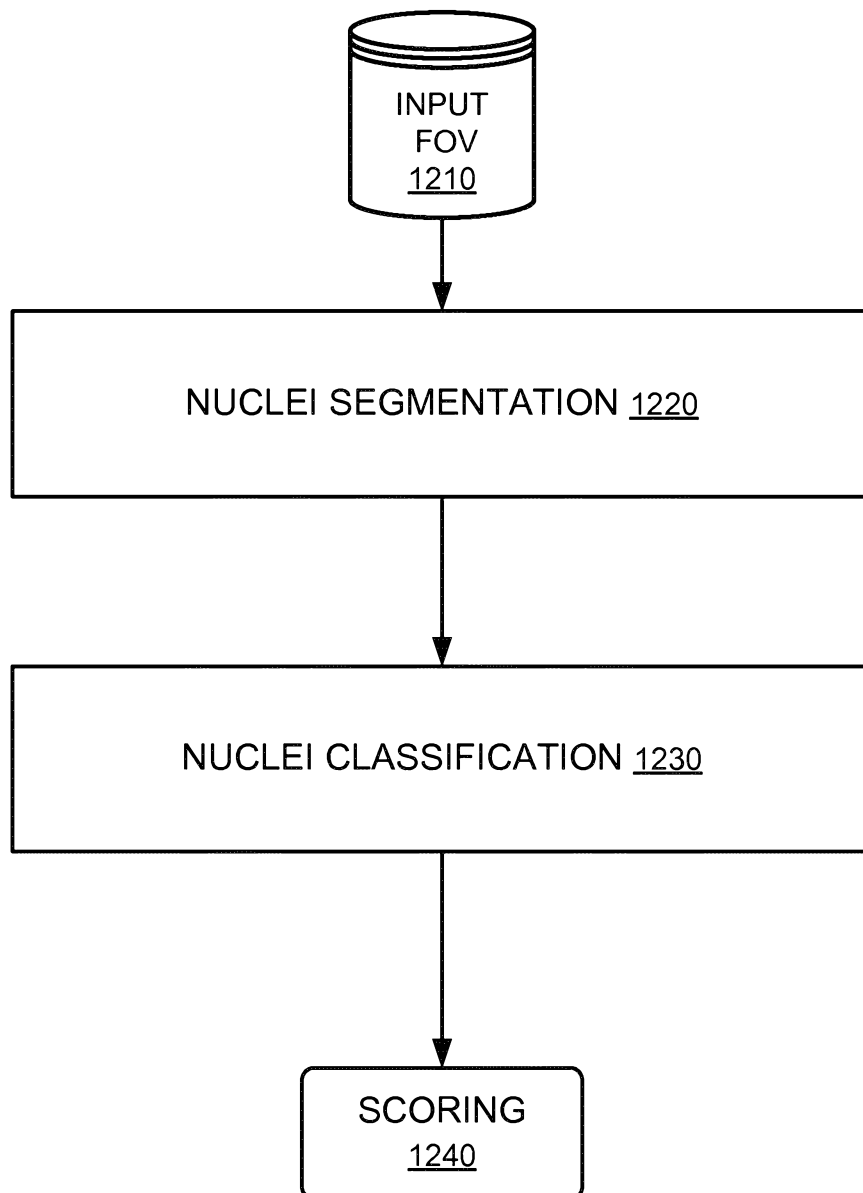 INPUT
FOV
1210
NUCLEI SEGMENTATION 1220
NUCLEI CLASSIFICATION 1230
SCORING
1240